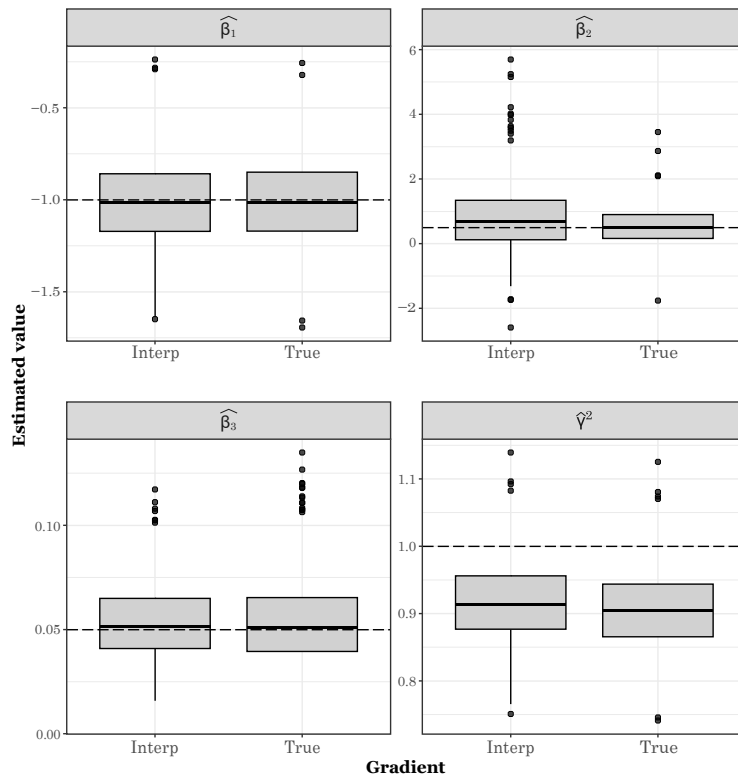 β̂₁
β̂₂
−0.5
−1.0
−1.5
6
4
2
0
−2
Interp
True
Interp
True
Estimated value
β̂₃
γ̂²
0.10
0.05
0.00
1.1
1.0
0.9
0.8
Interp
True
Interp
True
Gradient